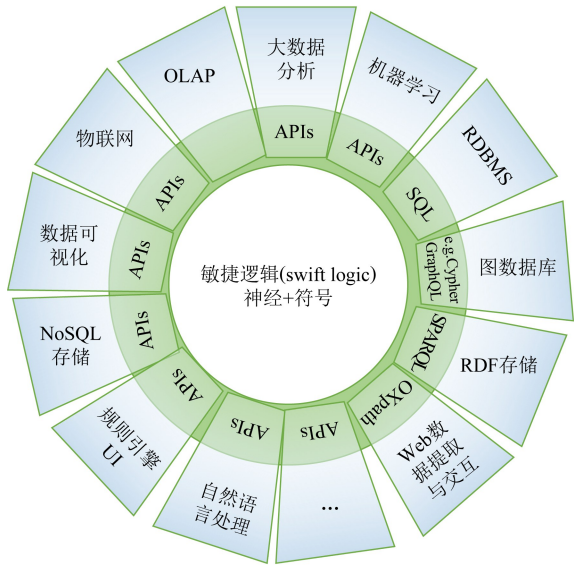 大数据
分析
APIs
机器学习
APIs
RDBMS
SQL
图数据库
e.g.Cypher
GraphQL
RDF存储
SPARQL
Web数
据提取
与交互
OXpath
...
APIs
自然语
言处理
APIs
规则引擎
UI
APIs
NoSQL
存储
APIs
数据可
视化
APIs
物联网
APIs
OLAP
敏捷逻辑(swift logic)
神经+符号